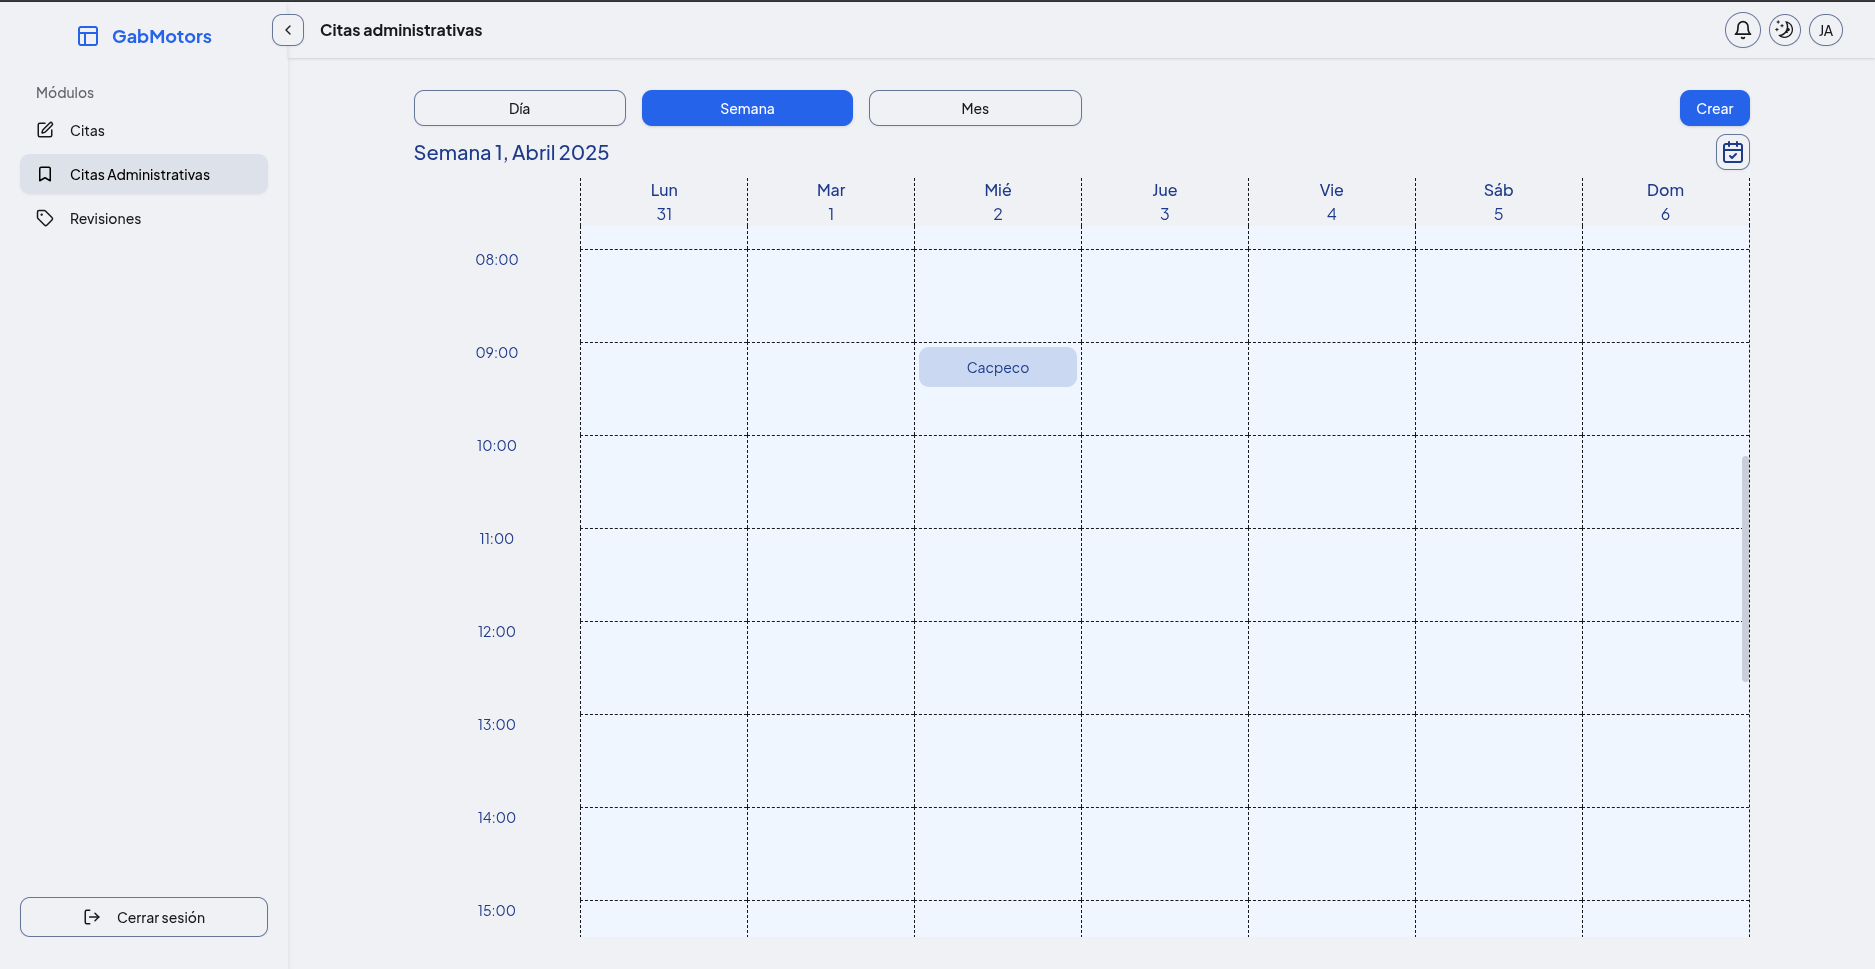 GabMotors
Citas administrativas
JA
Módulos
Citas
Citas Administrativas
Revisiones
Cerrar sesión
Día
Semana
Mes
Crear
Semana 1, Abril 2025
Lun
31
Mar
1
Mié
2
Jue
3
Vie
4
Sáb
5
Dom
6
08:00
09:00
Cacpeco
10:00
11:00
12:00
13:00
14:00
15:00